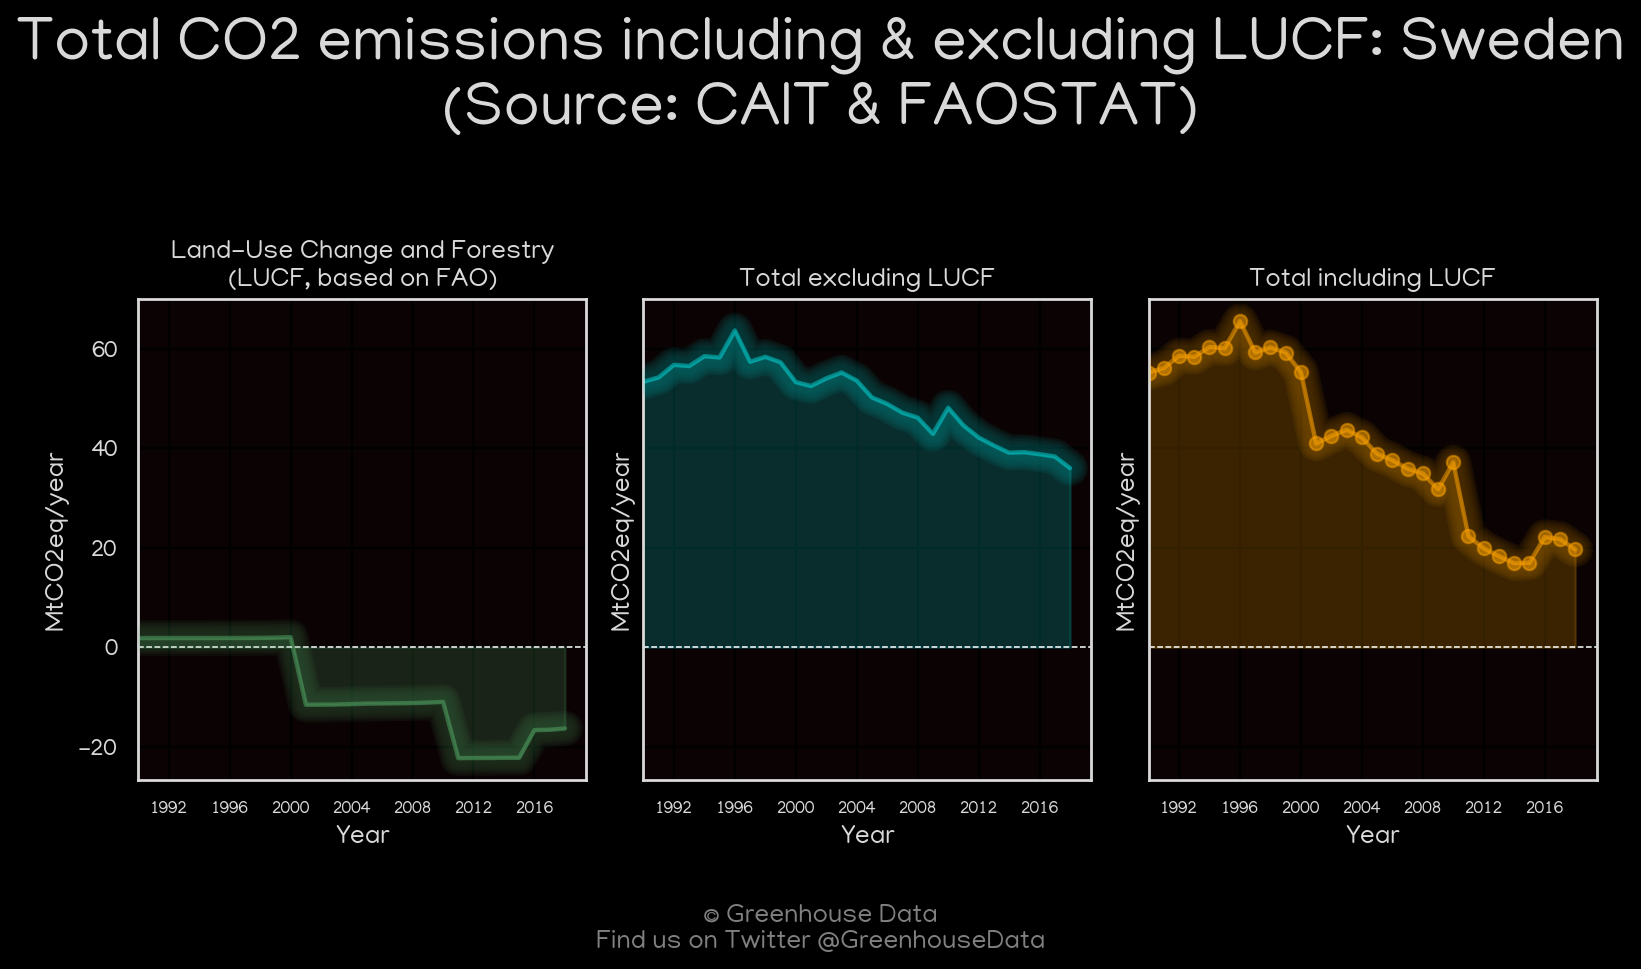 Total CO2 emissions including & excluding LUCF: Sweden
(Source: CAIT & FAOSTAT)
Land-Use Change and Forestry
(LUCF, based on FAO)
Total excluding LUCF
Total including LUCF
60
40
20
0
-20
MtCO2eq/year
MtCO2eq/year
MtCO2eq/year
1992 1996 2000 2004 2008 2012 2016
1992 1996 2000 2004 2008 2012 2016
1992 1996 2000 2004 2008 2012 2016
Year
Year
Year
© Greenhouse Data
Find us on Twitter @GreenhouseData